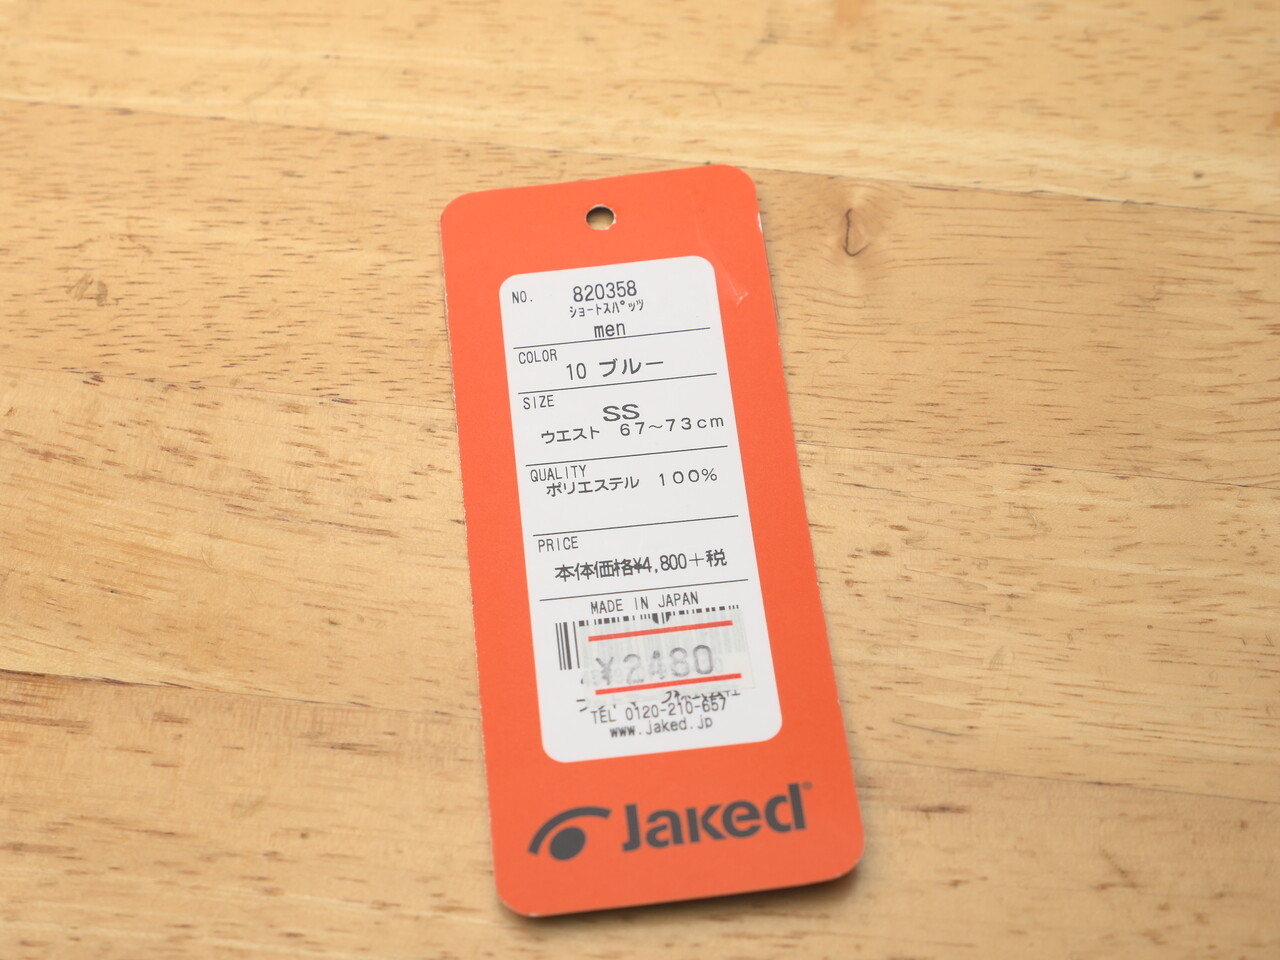 NO. 820358
ショートスパッツ
men
COLOR
10 ブルー
SIZE
SS
ウエスト 67〜73cm
QUALITY
ポリエステル 100%
PRICE
本体価格¥4,800+税
MADE IN JAPAN
¥2480
TEL 0120-210-657
www.jaked.jp
Jaked®